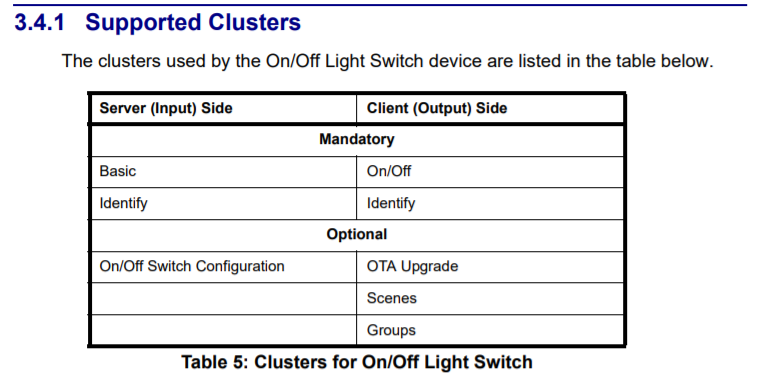 3.4.1 Supported Clusters
The clusters used by the On/Off Light Switch device are listed in the table below.
Server (Input) Side Client (Output) Side
Mandatory
Basic On/Off
Identify Identify
Optional
On/Off Switch Configuration OTA Upgrade
Scenes
Groups
Table 5: Clusters for On/Off Light Switch